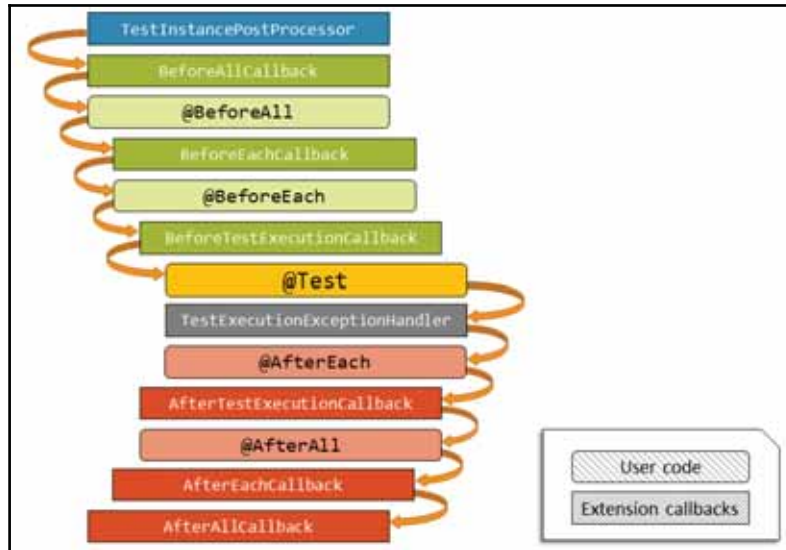 TestInstancePostProcessor
BeforeAllCallback
@BeforeAll
BeforeEachCallback
@BeforeEach
BeforeTestExecutionCallback
@Test
TestExecutionExceptionHandler
@AfterEach
AfterTestExecutionCallback
@AfterAll
AfterEachCallback
AfterAllCallback
User code
Extension callbacks